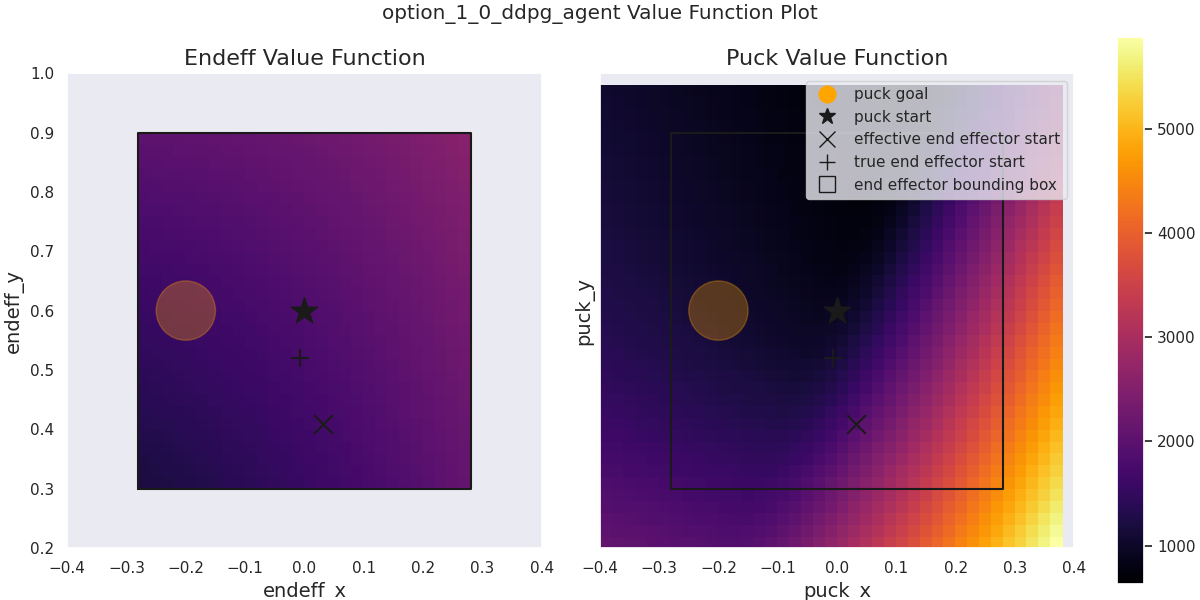 option_1_0_ddpg_agent Value Function Plot
Endeff Value Function
1.0
0.9
0.8
0.7
0.6
0.5
0.4
0.3
0.2
endeff_y
−0.4 −0.3 −0.2 −0.1 0.0 0.1 0.2 0.3 0.4
endeff_x
Puck Value Function
puck goal
puck start
effective end effector start
true end effector start
end effector bounding box
puck_y
−0.4 −0.3 −0.2 −0.1 0.0 0.1 0.2 0.3 0.4
puck_x
5000
4000
3000
2000
1000